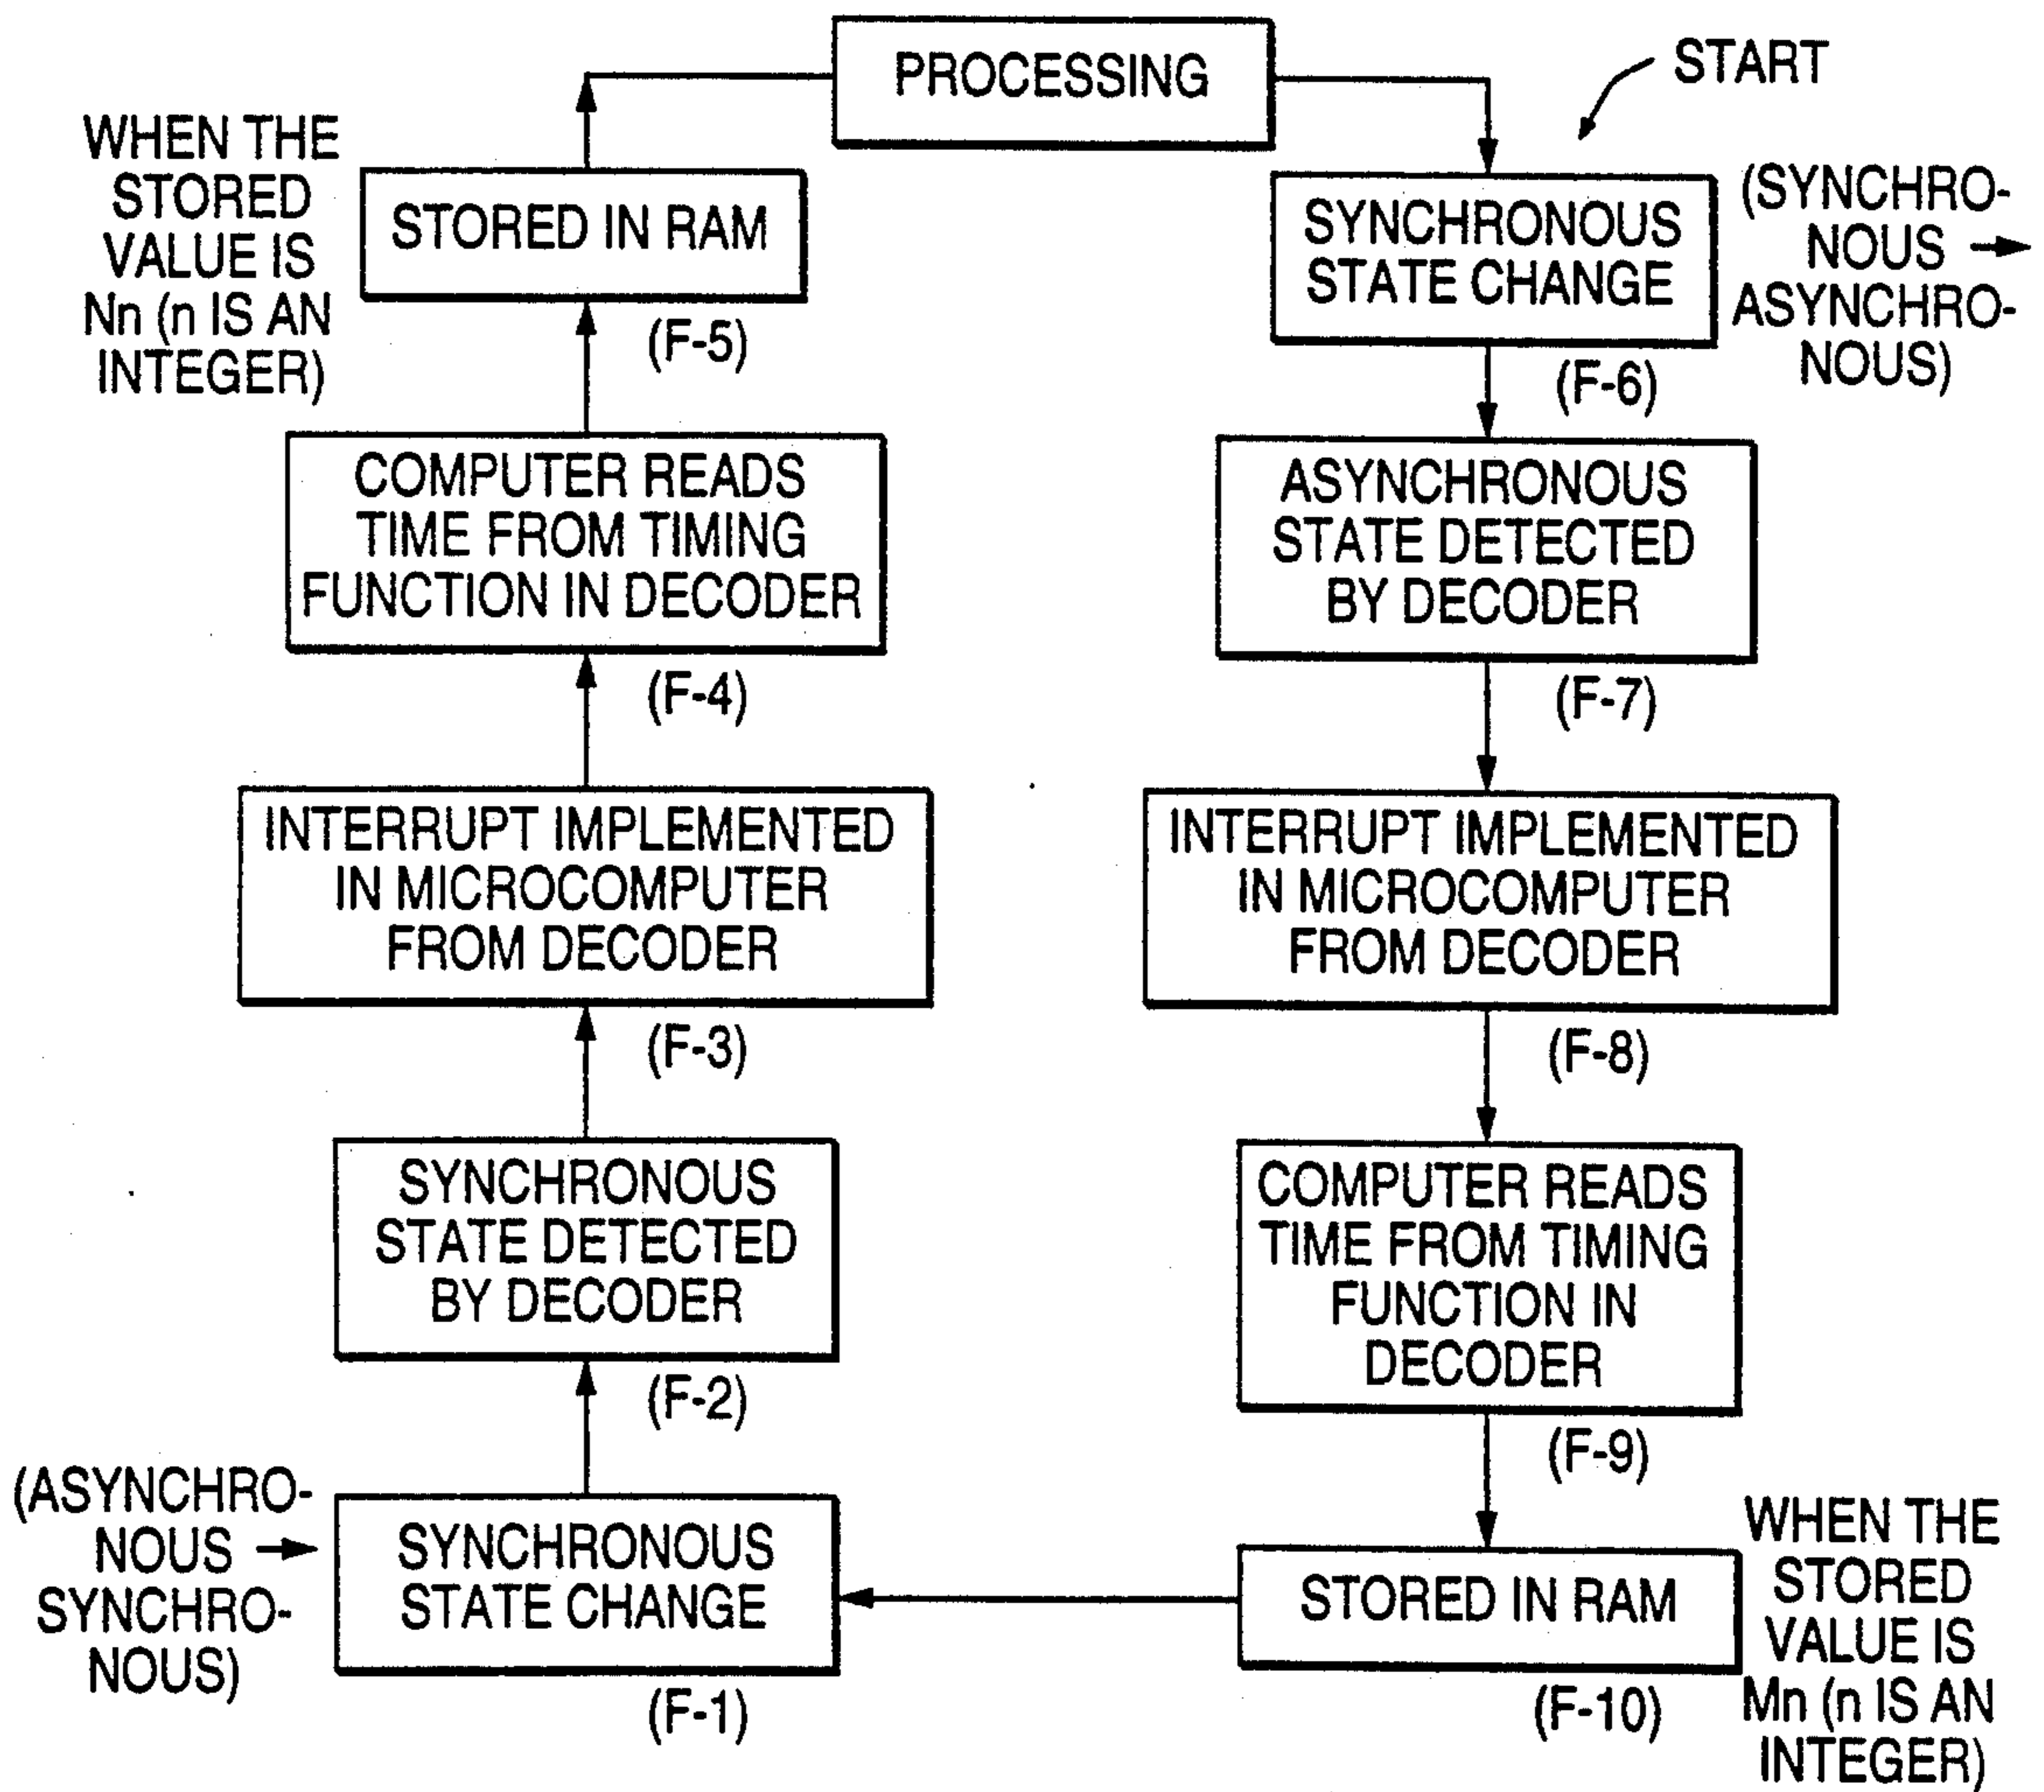 PROCESSING
START
WHEN THE
STORED
VALUE IS
Nn (n IS AN
INTEGER)
STORED IN RAM
(F-5)
SYNCHRONOUS
STATE CHANGE
(F-6)
(SYNCHRO-
NOUS →
ASYNCHRO-
NOUS)
COMPUTER READS
TIME FROM TIMING
FUNCTION IN DECODER
(F-4)
ASYNCHRONOUS
STATE DETECTED
BY DECODER
(F-7)
INTERRUPT IMPLEMENTED
IN MICROCOMPUTER
FROM DECODER
(F-3)
INTERRUPT IMPLEMENTED
IN MICROCOMPUTER
FROM DECODER
(F-8)
SYNCHRONOUS
STATE DETECTED
BY DECODER
(F-2)
COMPUTER READS
TIME FROM TIMING
FUNCTION IN
DECODER
(F-9)
(ASYNCHRO-
NOUS →
SYNCHRO-
NOUS)
SYNCHRONOUS
STATE CHANGE
(F-1)
STORED IN RAM
(F-10)
WHEN THE
STORED
VALUE IS
Mn (n IS AN
INTEGER)